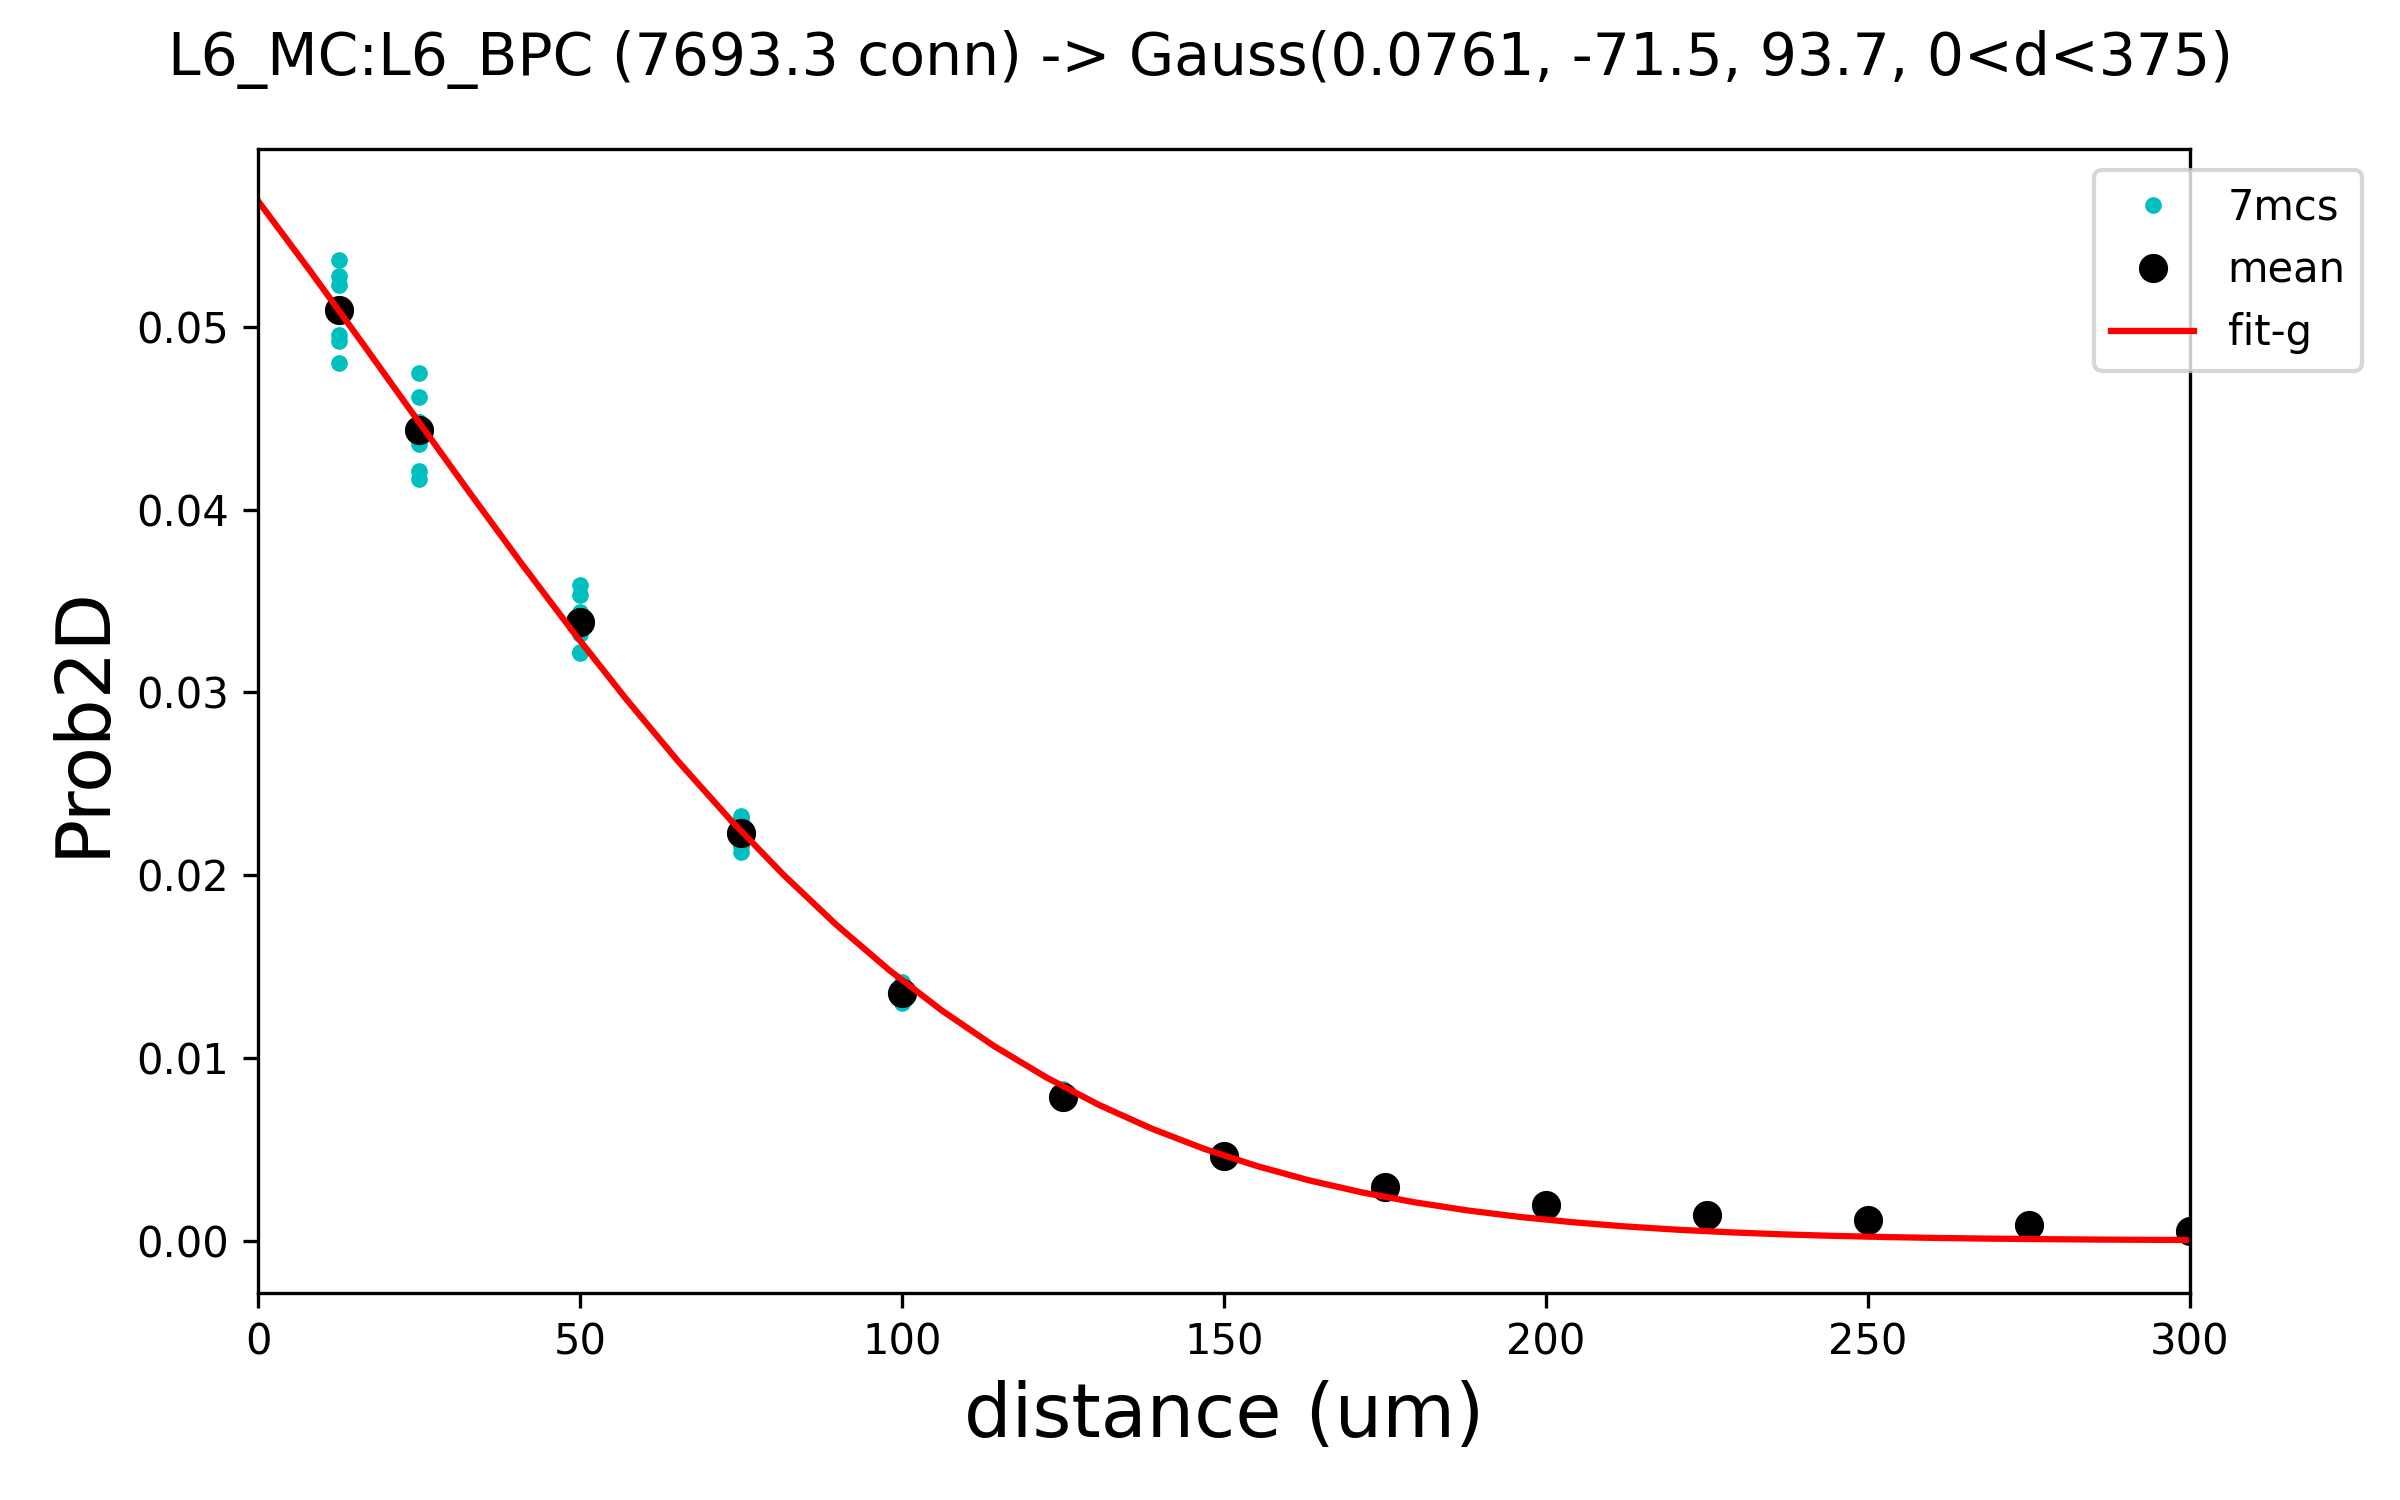 L6_MC:L6_BPC (7693.3 conn) -> Gauss(0.0761, -71.5, 93.7, 0<d<375)
7mcs
mean
fit-g
Prob2D
0.05
0.04
0.03
0.02
0.01
0.00
0 50 100 150 200 250 300
distance (um)